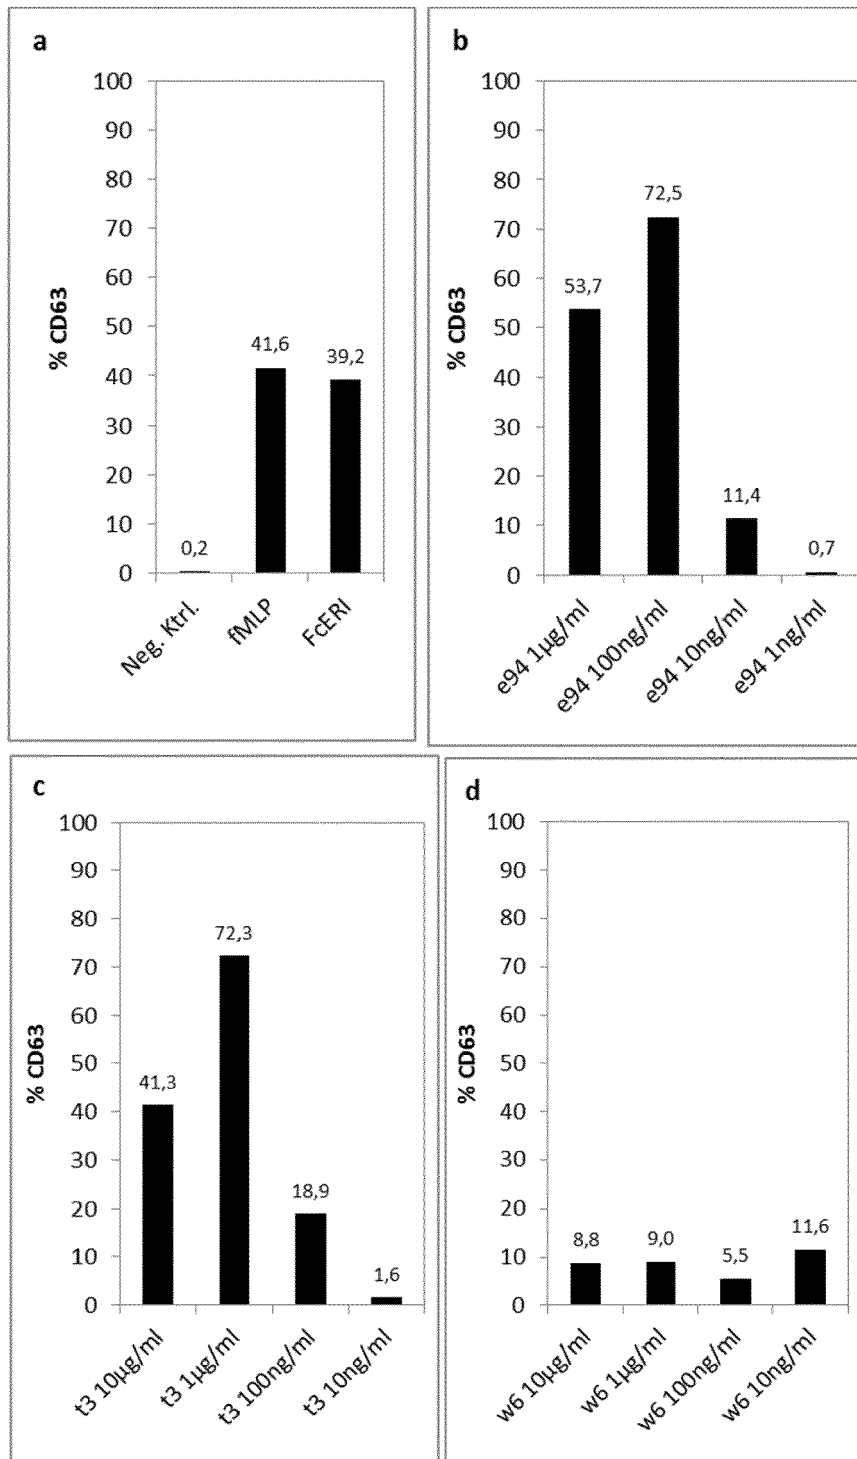 a
100
90
80
70
60
50
40
30
20
10
0
% CD63
0,2
41,6
39,2
Neg. Ktrl.
fMLP
FcERI
b
100
90
80
70
60
50
40
30
20
10
0
% CD63
53,7
72,5
11,4
0,7
e94 1µg/ml
e94 100ng/ml
e94 10ng/ml
e94 1ng/ml
c
100
90
80
70
60
50
40
30
20
10
0
% CD63
41,3
72,3
18,9
1,6
t3 10µg/ml
t3 1µg/ml
t3 100ng/ml
t3 10ng/ml
d
100
90
80
70
60
50
40
30
20
10
0
% CD63
8,8
9,0
5,5
11,6
w6 10µg/ml
w6 1µg/ml
w6 100ng/ml
w6 10ng/ml